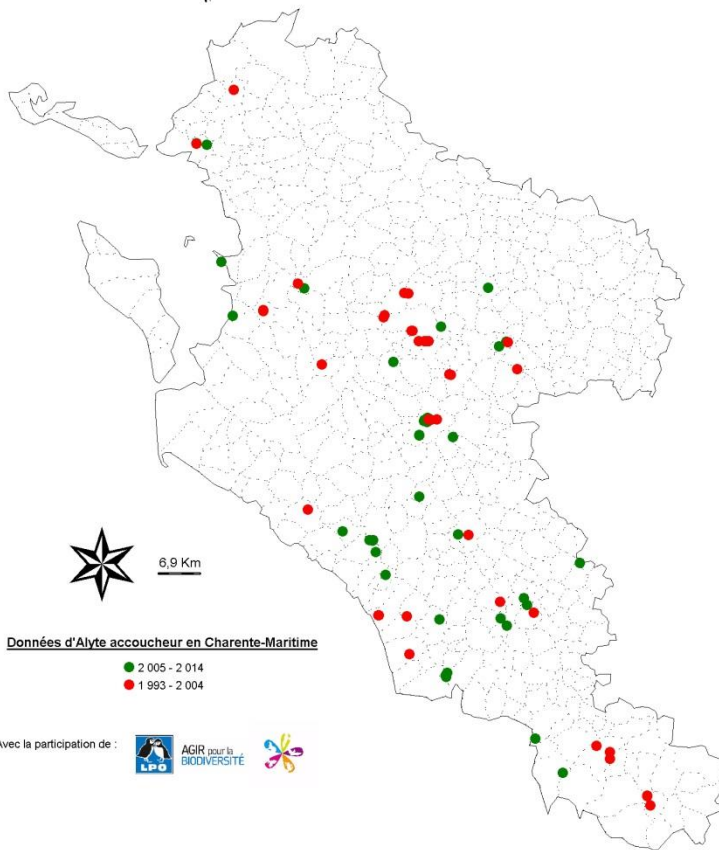 6,9 Km
Données d'Alyte accoucheur en Charente-Maritime
2 005 - 2 014
1 993 - 2 004
Avec la participation de :
LPO
AGIR pour la
BIODIVERSITÉ